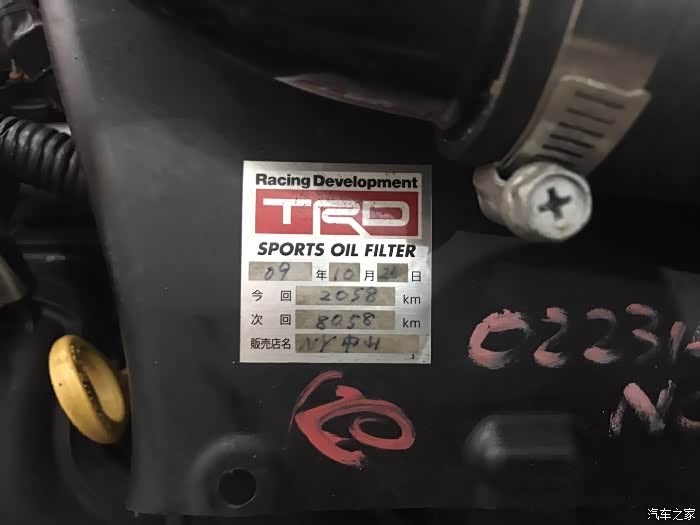 Racing Development
TRD
SPORTS OIL FILTER
09 年 10 月 26 日
今 回 2058 km
次 回 8058 km
販売店名 NY中山
0223
N
汽车之家